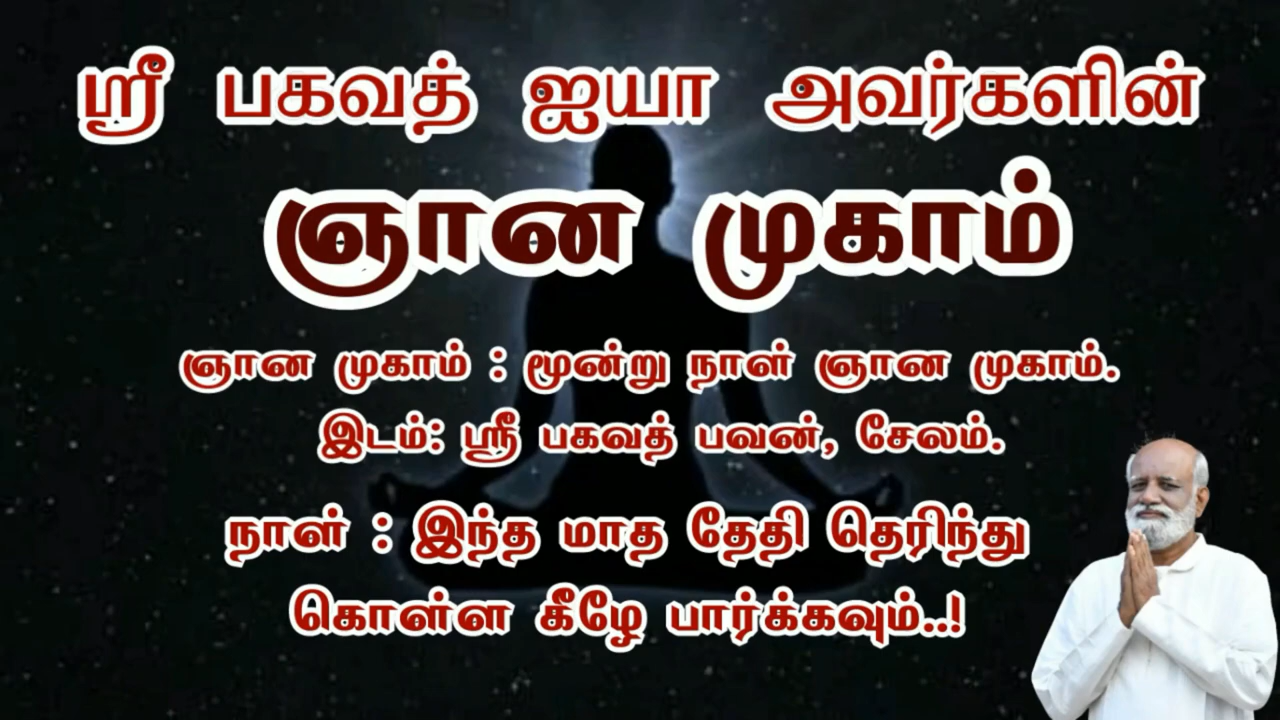 ஸ்ரீ பகவத் ஐயா அவர்களின்
ஞான முகாம்
ஞான முகாம் : மூன்று நாள் ஞான முகாம்.
இடம்: ஸ்ரீ பகவத் பவன், சேலம்.
நாள் : இந்த மாத தேதி தெரிந்து
கொள்ள கீழே பார்க்கவும்..!